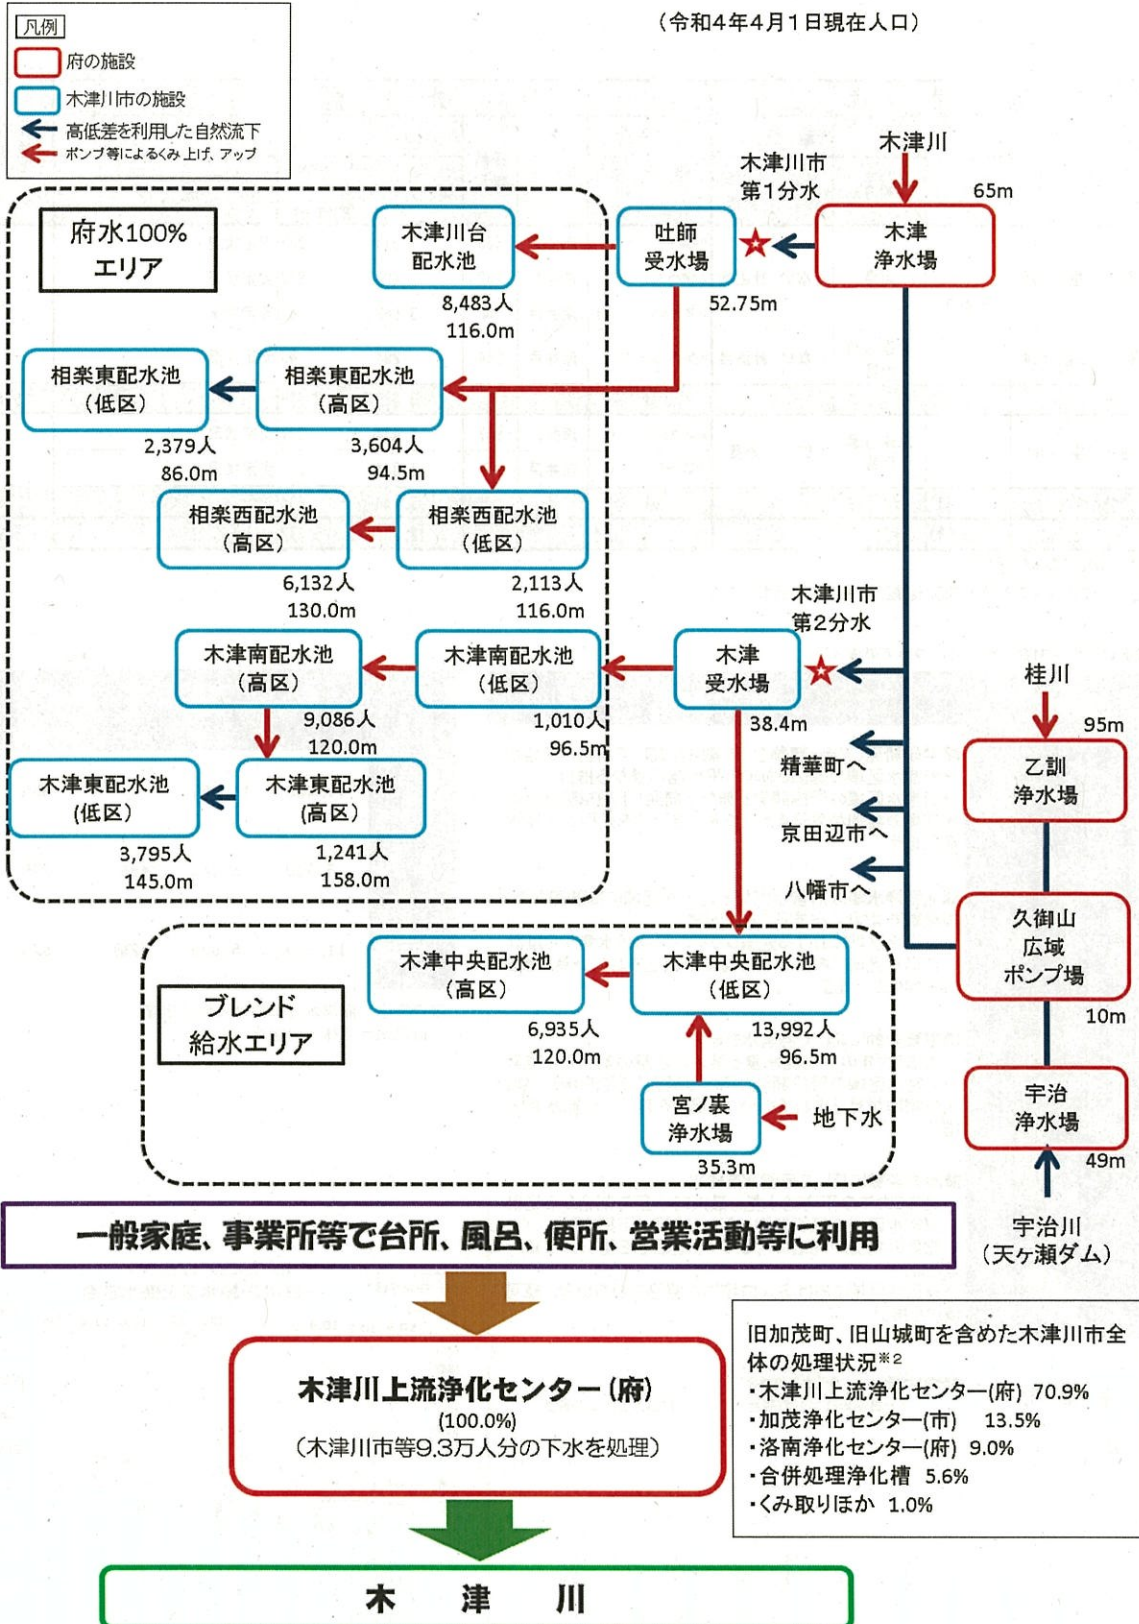 (令和4年4月1日現在人口)
凡例
府の施設
木津川市の施設
高低差を利用した自然流下
ポンプ等によるくみ上げ、アップ
木津川
65m
木津
浄水場
木津川市
第1分水
吐師
受水場
52.75m
府水100%
エリア
木津川台
配水池
8,483人
116.0m
相楽東配水池
(低区)
2,379人
86.0m
相楽東配水池
(高区)
3,604人
94.5m
相楽西配水池
(高区)
6,132人
130.0m
相楽西配水池
(低区)
2,113人
116.0m
木津川市
第2分水
木津
受水場
38.4m
木津南配水池
(高区)
9,086人
120.0m
木津南配水池
(低区)
1,010人
96.5m
木津東配水池
(低区)
3,795人
145.0m
木津東配水池
(高区)
1,241人
158.0m
精華町へ
京田辺市へ
八幡市へ
桂川
95m
乙訓
浄水場
久御山
広域
ポンプ場
10m
宇治
浄水場
49m
宇治川
(天ヶ瀬ダム)
ブレンド
給水エリア
木津中央配水池
(高区)
6,935人
120.0m
木津中央配水池
(低区)
13,992人
96.5m
宮ノ裏
浄水場
35.3m
地下水
一般家庭、事業所等で台所、風呂、便所、営業活動等に利用
木津川上流浄化センター(府)
(100.0%)
(木津川市等9.3万人分の下水を処理)
旧加茂町、旧山城町を含めた木津川市全
体の処理状況※2
・木津川上流浄化センター(府) 70.9%
・加茂浄化センター(市) 13.5%
・洛南浄化センター(府) 9.0%
・合併処理浄化槽 5.6%
・くみ取りほか 1.0%
木 津 川